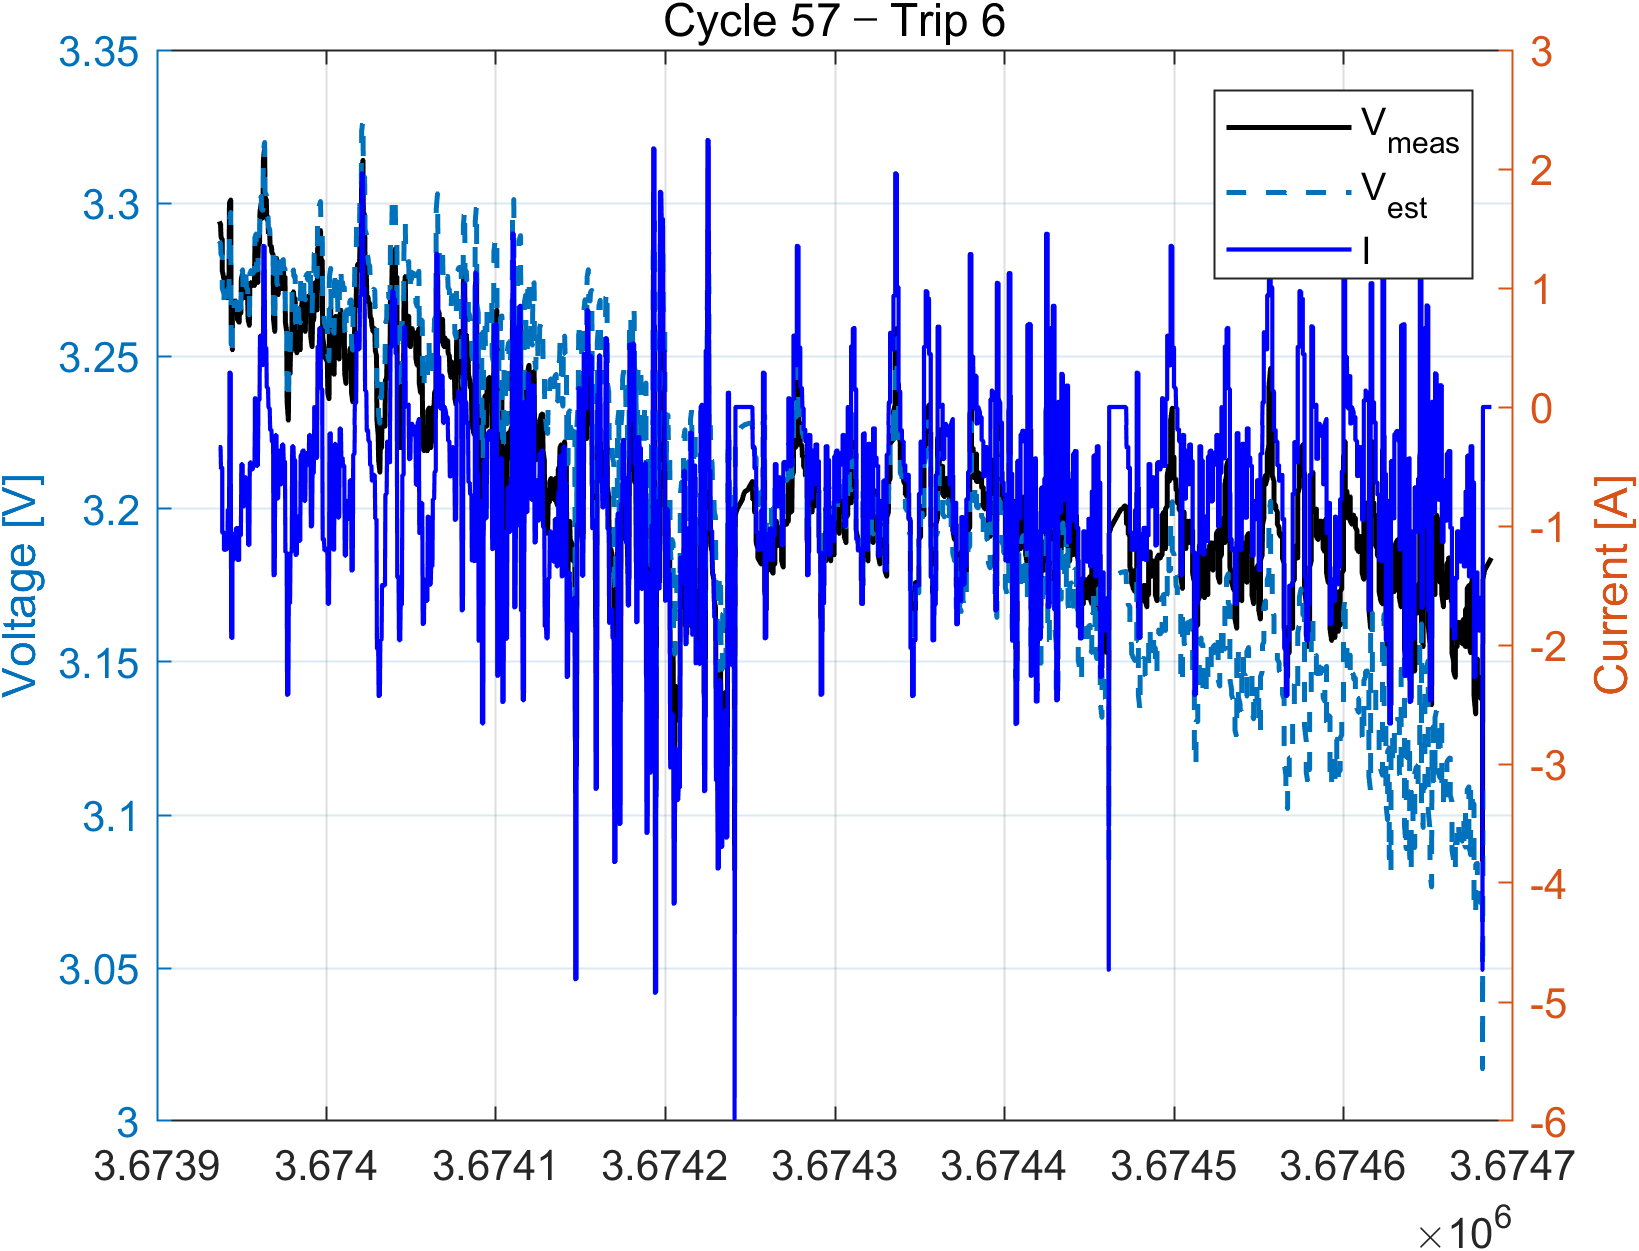 Cycle 57 – Trip 6
3.35
3.3
3.25
3.2
3.15
3.1
3.05
3
Voltage [V]
3
2
1
0
-1
-2
-3
-4
-5
-6
Current [A]
V_meas
V_est
I
3.6739 3.674 3.6741 3.6742 3.6743 3.6744 3.6745 3.6746 3.6747
×10^6